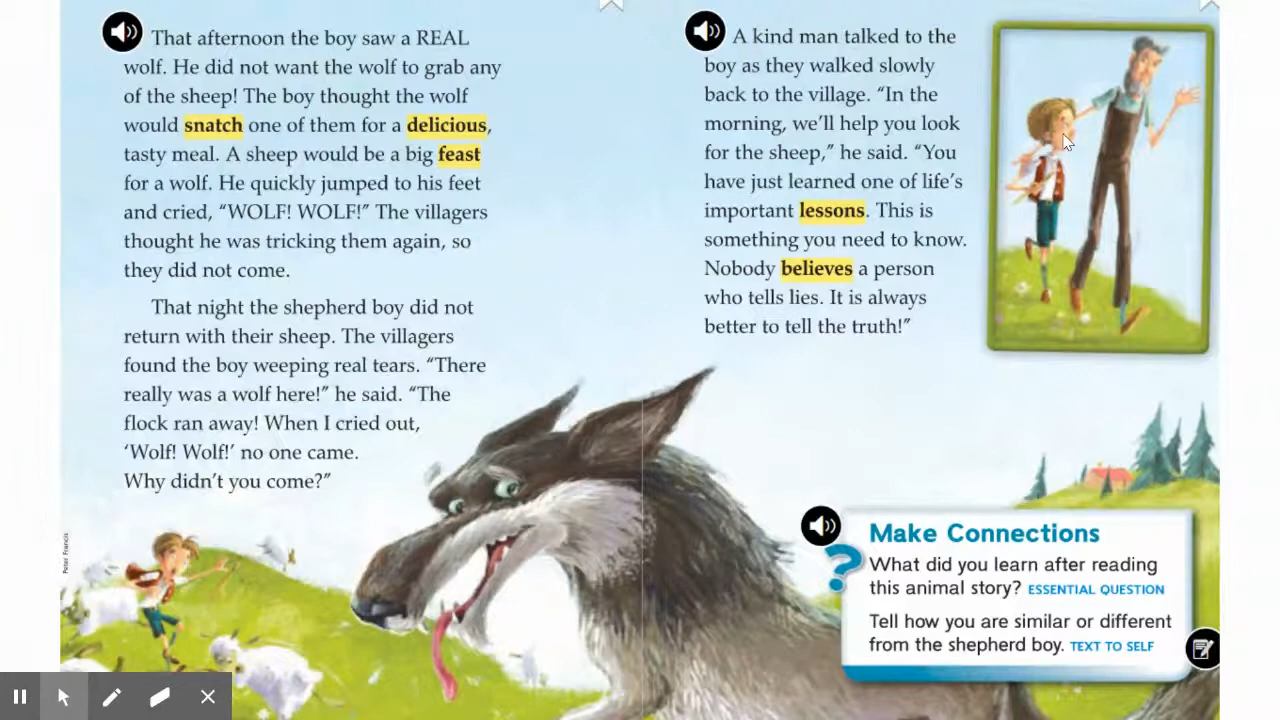 That afternoon the boy saw a REAL
wolf. He did not want the wolf to grab any
of the sheep! The boy thought the wolf
would snatch one of them for a delicious,
tasty meal. A sheep would be a big feast
for a wolf. He quickly jumped to his feet
and cried, “WOLF! WOLF!” The villagers
thought he was tricking them again, so
they did not come.
That night the shepherd boy did not
return with their sheep. The villagers
found the boy weeping real tears. “There
really was a wolf here!” he said. “The
flock ran away! When I cried out,
‘Wolf! Wolf!’ no one came.
Why didn’t you come?”
Peter Francis
A kind man talked to the
boy as they walked slowly
back to the village. “In the
morning, we’ll help you look
for the sheep,” he said. “You
have just learned one of life’s
important lessons. This is
something you need to know.
Nobody believes a person
who tells lies. It is always
better to tell the truth!”
Make Connections
What did you learn after reading
this animal story? ESSENTIAL QUESTION
Tell how you are similar or different
from the shepherd boy. TEXT TO SELF